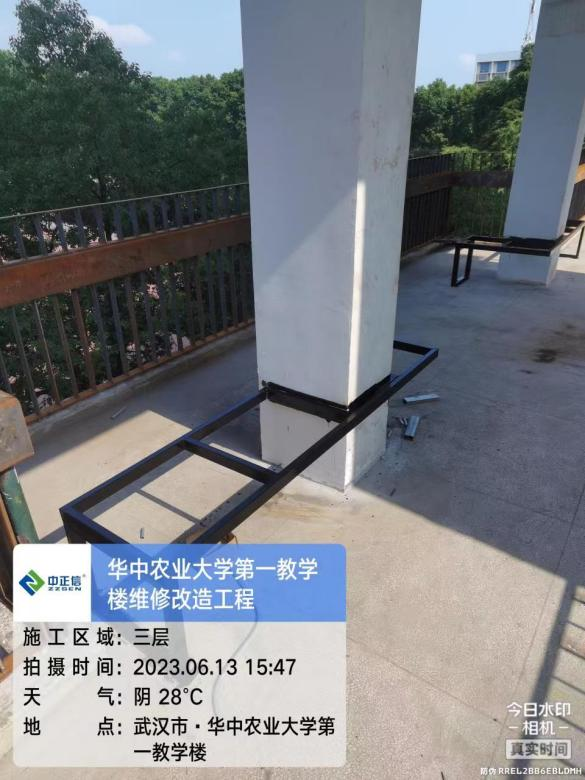 中正信®
ZZSEN
华中农业大学第一教学
楼维修改造工程
施工区域：三层
拍摄时间：2023.06.13 15:47
天气：阴 28°C
地点：武汉市·华中农业大学第
一教学楼
今日水印
-相机-
真实时间
防伪 RREL2BB6EBLDMH